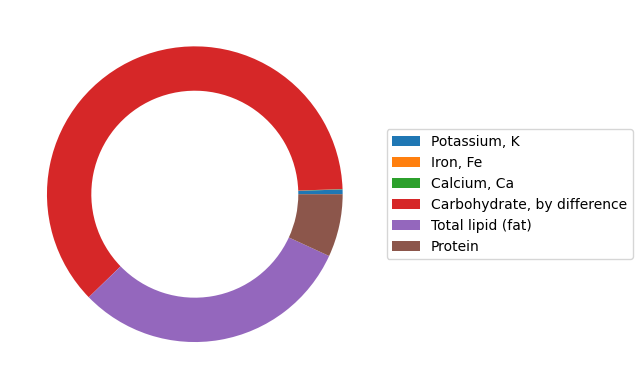 Potassium, K
Iron, Fe
Calcium, Ca
Carbohydrate, by difference
Total lipid (fat)
Protein